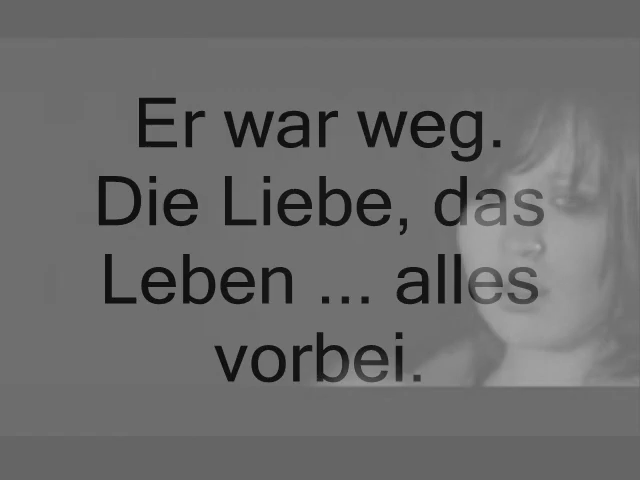 Er war weg.
Die Liebe, das
Leben ... alles
vorbei.